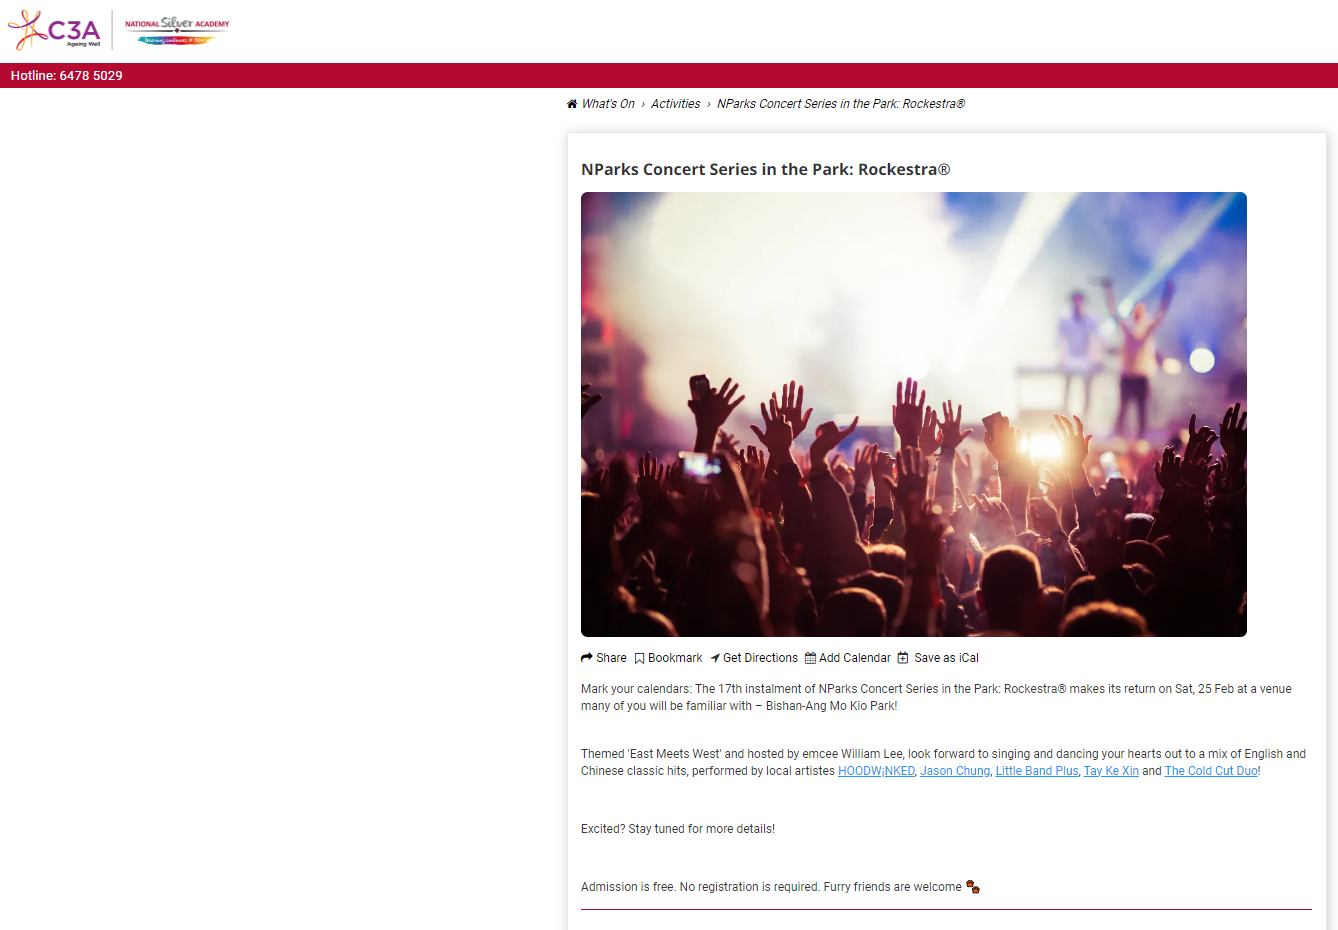 C3A
Ageing Well
NATIONAL Silver ACADEMY
Hotline: 6478 5029
What's On › Activities › NParks Concert Series in the Park: Rockestra®
NParks Concert Series in the Park: Rockestra®
Share Bookmark Get Directions Add Calendar Save as iCal
Mark your calendars: The 17th instalment of NParks Concert Series in the Park: Rockestra® makes its return on Sat, 25 Feb at a venue
many of you will be familiar with – Bishan-Ang Mo Kio Park!
Themed 'East Meets West' and hosted by emcee William Lee, look forward to singing and dancing your hearts out to a mix of English and
Chinese classic hits, performed by local artistes HOODW¡NKED, Jason Chung, Little Band Plus, Tay Ke Xin and The Cold Cut Duo!
Excited? Stay tuned for more details!
Admission is free. No registration is required. Furry friends are welcome